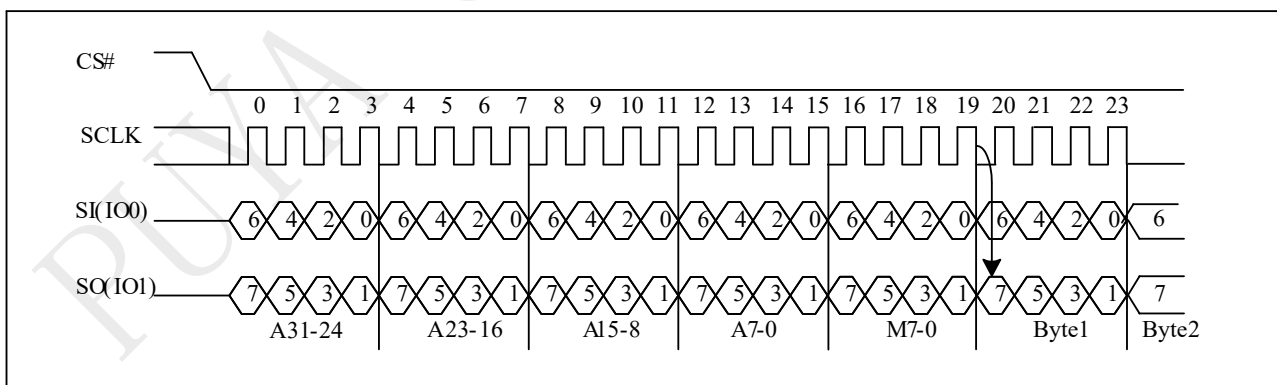 CS#
0 1 2 3 4 5 6 7 8 9 10 11 12 13 14 15 16 17 18 19 20 21 22 23
SCLK
SI(IO0) 6 4 2 0 6 4 2 0 6 4 2 0 6 4 2 0 6 4 2 0 6 4 2 0 6
SO(IO1) 7 5 3 1 7 5 3 1 7 5 3 1 7 5 3 1 7 5 3 1 7 5 3 1 7
A31-24 A23-16 A15-8 A7-0 M7-0 Byte1 Byte2
PUYA